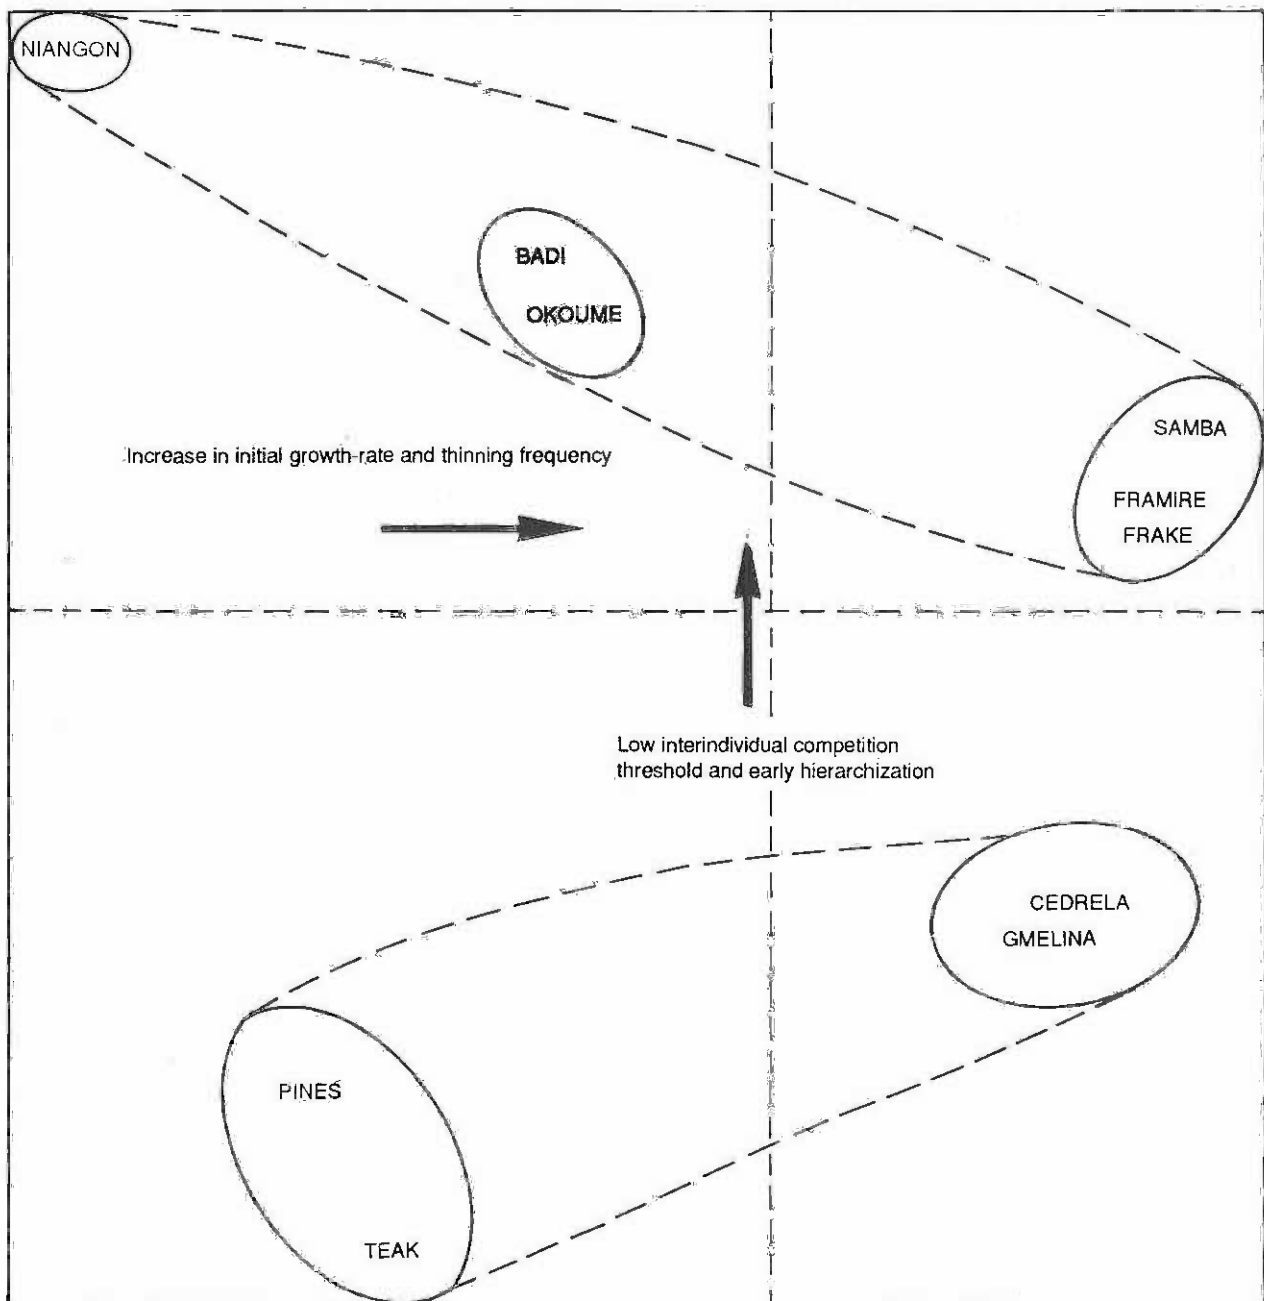 NIANGON
BADI
OKOUME
SAMBA
FRAMIRE
FRAKE
Increase in initial growth-rate and thinning frequency
Low interindividual competition
threshold and early hierarchization
CEDRELA
GMELINA
PINES
TEAK